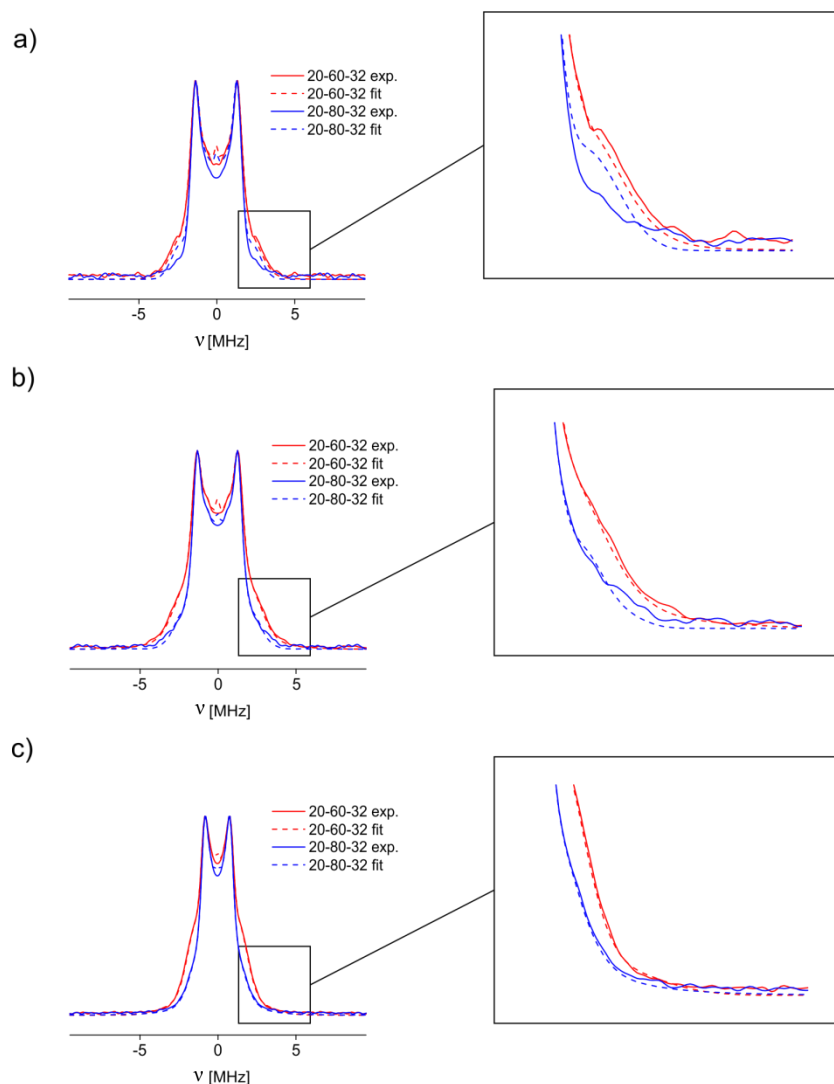 a)
20-60-32 exp.
20-60-32 fit
20-80-32 exp.
20-80-32 fit
-5 0 5
ν [MHz]
b)
20-60-32 exp.
20-60-32 fit
20-80-32 exp.
20-80-32 fit
-5 0 5
ν [MHz]
c)
20-60-32 exp.
20-60-32 fit
20-80-32 exp.
20-80-32 fit
-5 0 5
ν [MHz]